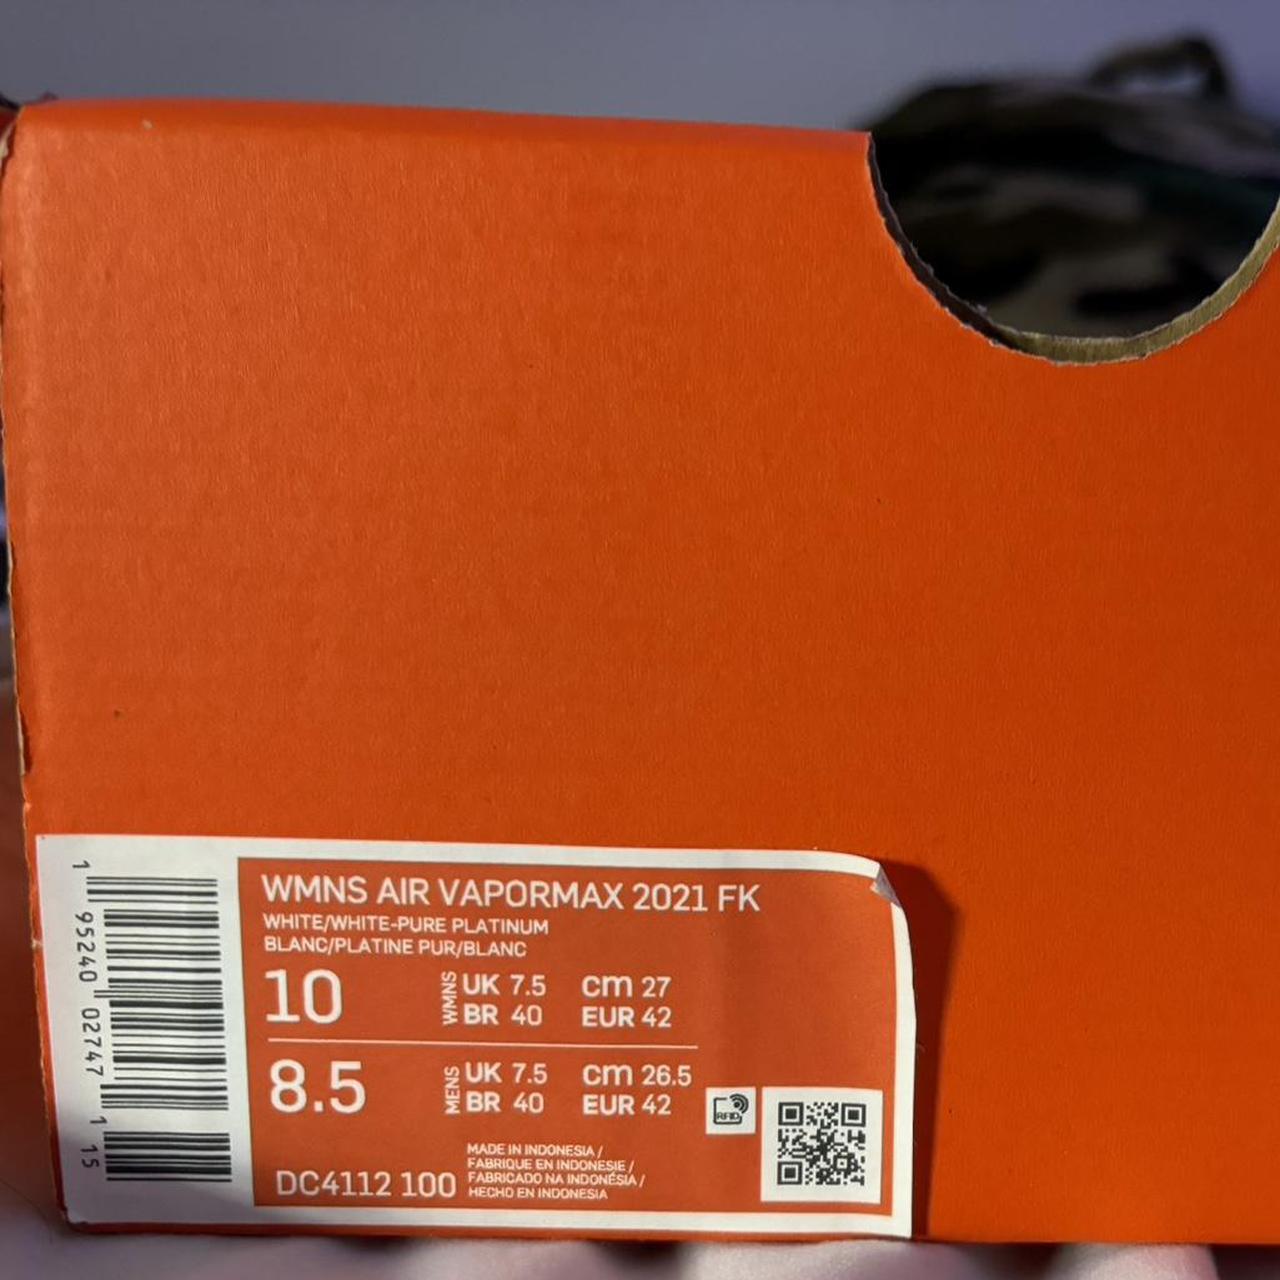 WMNS AIR VAPORMAX 2021 FK
WHITE/WHITE-PURE PLATINUM
BLANC/PLATINE PUR/BLANC
10 WMNS UK 7.5 cm 27
BR 40 EUR 42
8.5 MENS UK 7.5 cm 26.5
BR 40 EUR 42
RFID
DC4112 100
MADE IN INDONESIA /
FABRIQUE EN INDONESIE /
FABRICADO NA INDONÉSIA /
HECHO EN INDONESIA
1 95240 02747 1 15